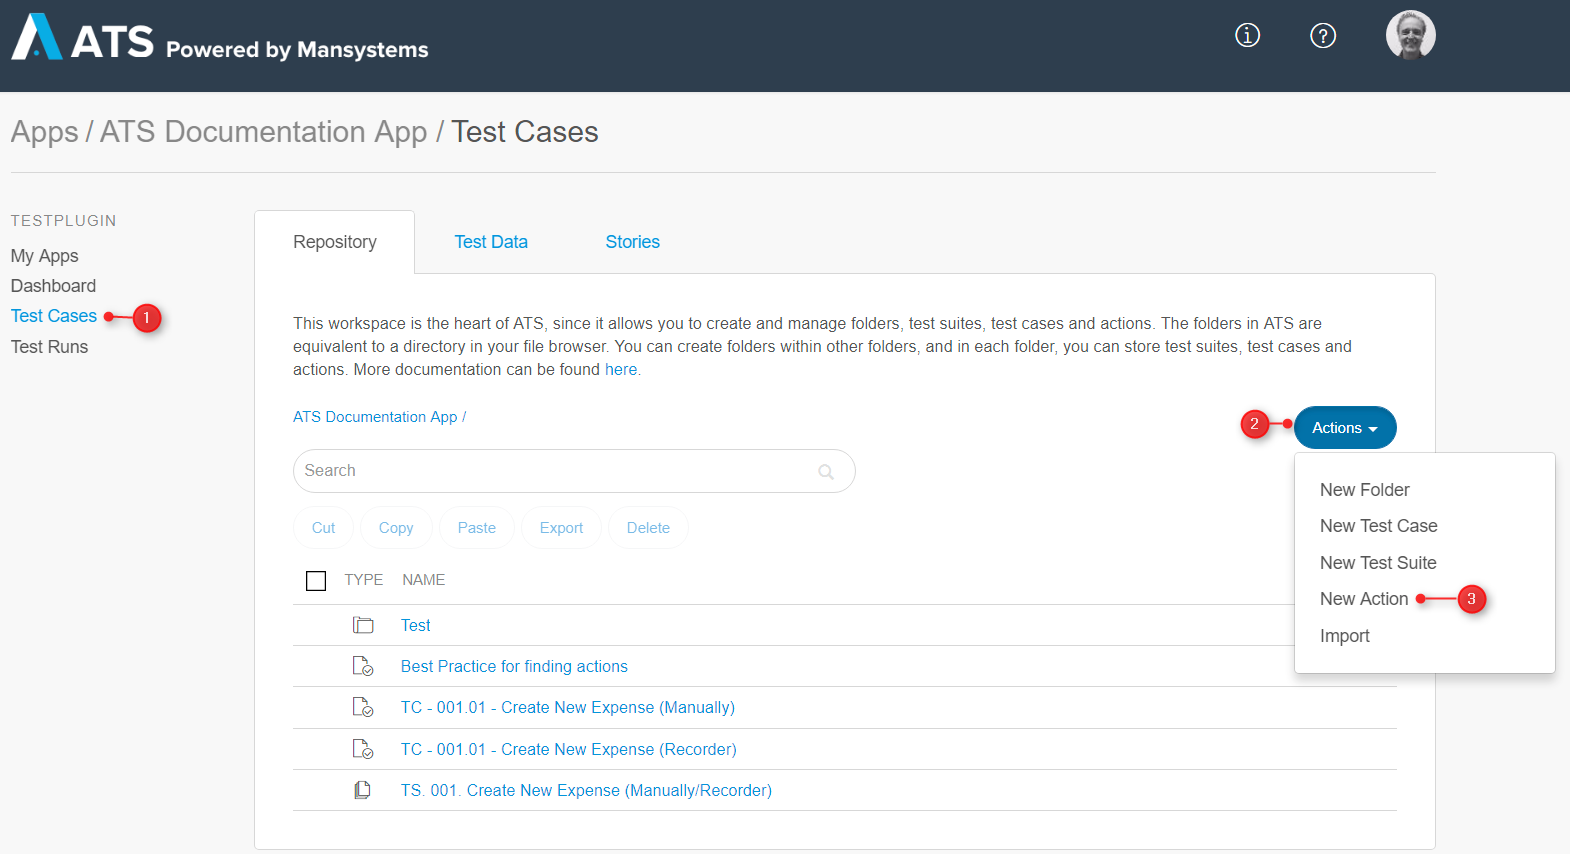 ATS Powered by Mansystems
Apps / ATS Documentation App / Test Cases
TESTPLUGIN
My Apps
Dashboard
Test Cases
1
Test Runs
Repository
Test Data
Stories
This workspace is the heart of ATS, since it allows you to create and manage folders, test suites, test cases and actions. The folders in ATS are
equivalent to a directory in your file browser. You can create folders within other folders, and in each folder, you can store test suites, test cases and
actions. More documentation can be found here.
ATS Documentation App /
2
Actions
Search
New Folder
New Test Case
New Test Suite
New Action
3
Import
Cut
Copy
Paste
Export
Delete
TYPE NAME
Test
Best Practice for finding actions
TC - 001.01 - Create New Expense (Manually)
TC - 001.01 - Create New Expense (Recorder)
TS. 001. Create New Expense (Manually/Recorder)